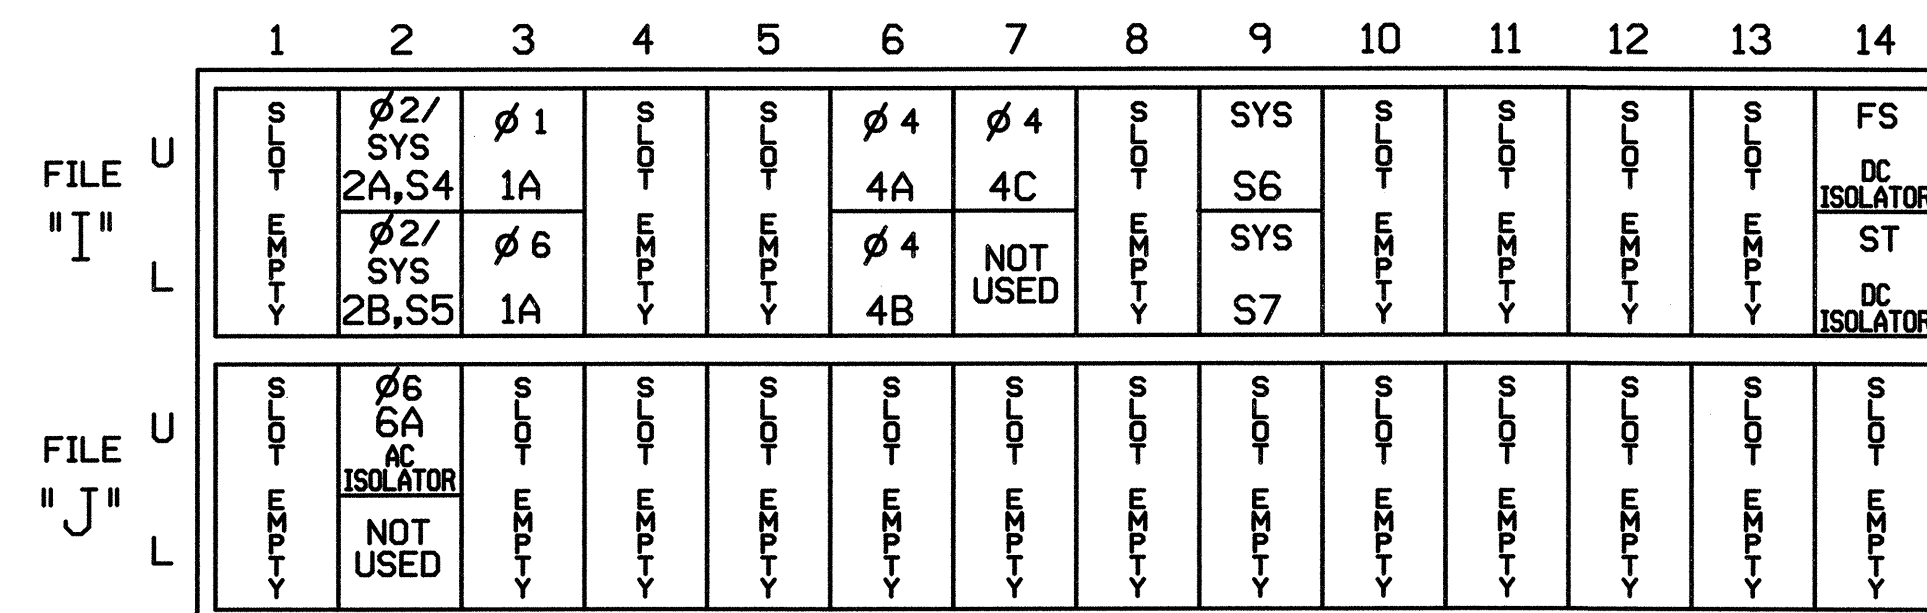 1 2 3 4 5 6 7 8 9 10 11 12 13 14
FILE "I"
U
L
SLOT EMPTY
Ø2/
SYS
2A,S4
Ø2/
SYS
2B,S5
Ø 1
1A
Ø 6
1A
SLOT EMPTY
SLOT EMPTY
Ø 4
4A
Ø 4
4B
Ø 4
4C
NOT
USED
SLOT EMPTY
SYS
S6
SYS
S7
SLOT EMPTY
SLOT EMPTY
SLOT EMPTY
SLOT EMPTY
FS
DC
ISOLATOR
ST
DC
ISOLATOR
FILE "J"
U
L
SLOT EMPTY
Ø6
6A
AC
ISOLATOR
NOT
USED
SLOT EMPTY
SLOT EMPTY
SLOT EMPTY
SLOT EMPTY
SLOT EMPTY
SLOT EMPTY
SLOT EMPTY
SLOT EMPTY
SLOT EMPTY
SLOT EMPTY
SLOT EMPTY
SLOT EMPTY